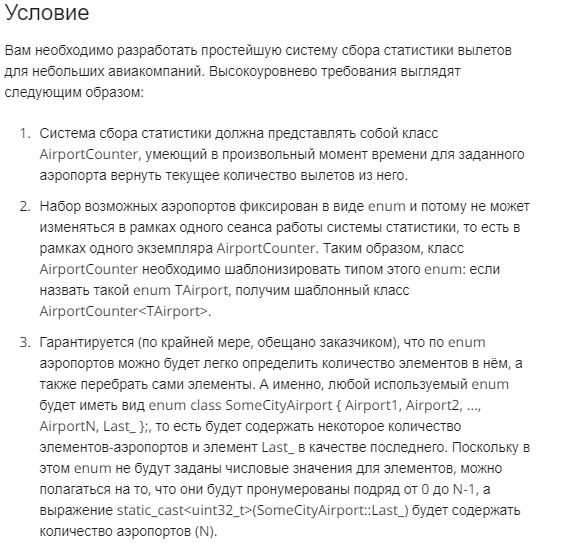 Условие
Вам необходимо разработать простейшую систему сбора статистики вылетов
для небольших авиакомпаний. Высокоуровнево требования выглядят
следующим образом:
1. Система сбора статистики должна представлять собой класс
AirportCounter, умеющий в произвольный момент времени для заданного
аэропорта вернуть текущее количество вылетов из него.
2. Набор возможных аэропортов фиксирован в виде enum и потому не может
изменяться в рамках одного сеанса работы системы статистики, то есть в
рамках одного экземпляра AirportCounter. Таким образом, класс
AirportCounter необходимо шаблонизировать типом этого enum: если
назвать такой enum TAirport, получим шаблонный класс
AirportCounter<TAirport>.
3. Гарантируется (по крайней мере, обещано заказчиком), что по enum
аэропортов можно будет легко определить количество элементов в нём, а
также перебрать сами элементы. А именно, любой используемый enum
будет иметь вид enum class SomeCityAirport { Airport1, Airport2, ...,
AirportN, Last_ };, то есть будет содержать некоторое количество
элементов-аэропортов и элемент Last_ в качестве последнего. Поскольку в
этом enum не будут заданы числовые значения для элементов, можно
полагаться на то, что они будут пронумерованы подряд от 0 до N-1, а
выражение static_cast<uint32_t>(SomeCityAirport::Last_) будет содержать
количество аэропортов (N).